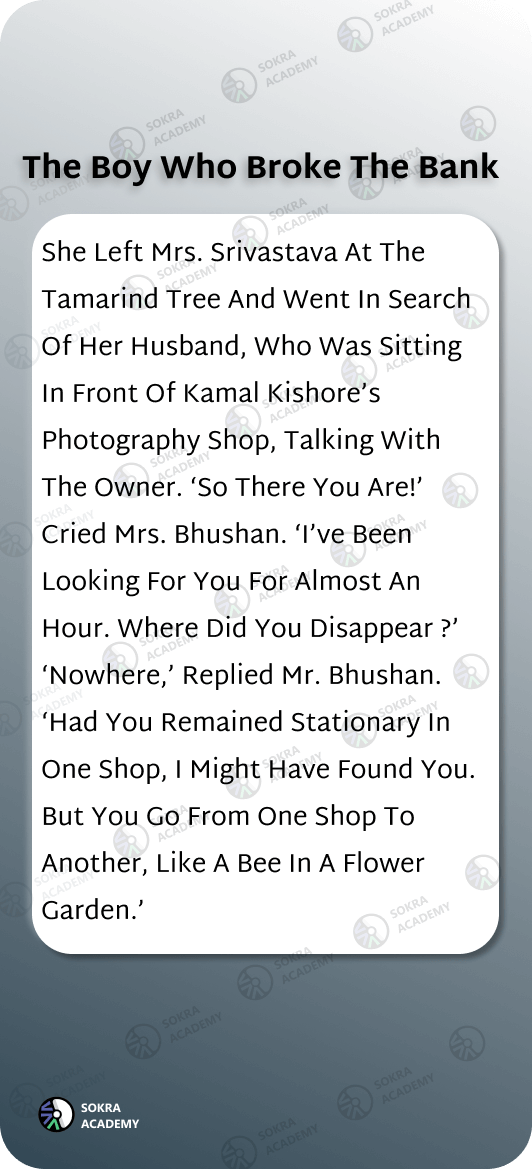 The Boy Who Broke The Bank
She Left Mrs. Srivastava At The
Tamarind Tree And Went In Search
Of Her Husband, Who Was Sitting
In Front Of Kamal Kishore’s
Photography Shop, Talking With
The Owner. ‘So There You Are!’
Cried Mrs. Bhushan. ‘I’ve Been
Looking For You For Almost An
Hour. Where Did You Disappear ?’
‘Nowhere,’ Replied Mr. Bhushan.
‘Had You Remained Stationary In
One Shop, I Might Have Found You.
But You Go From One Shop To
Another, Like A Bee In A Flower
Garden.’
SOKRA
ACADEMY